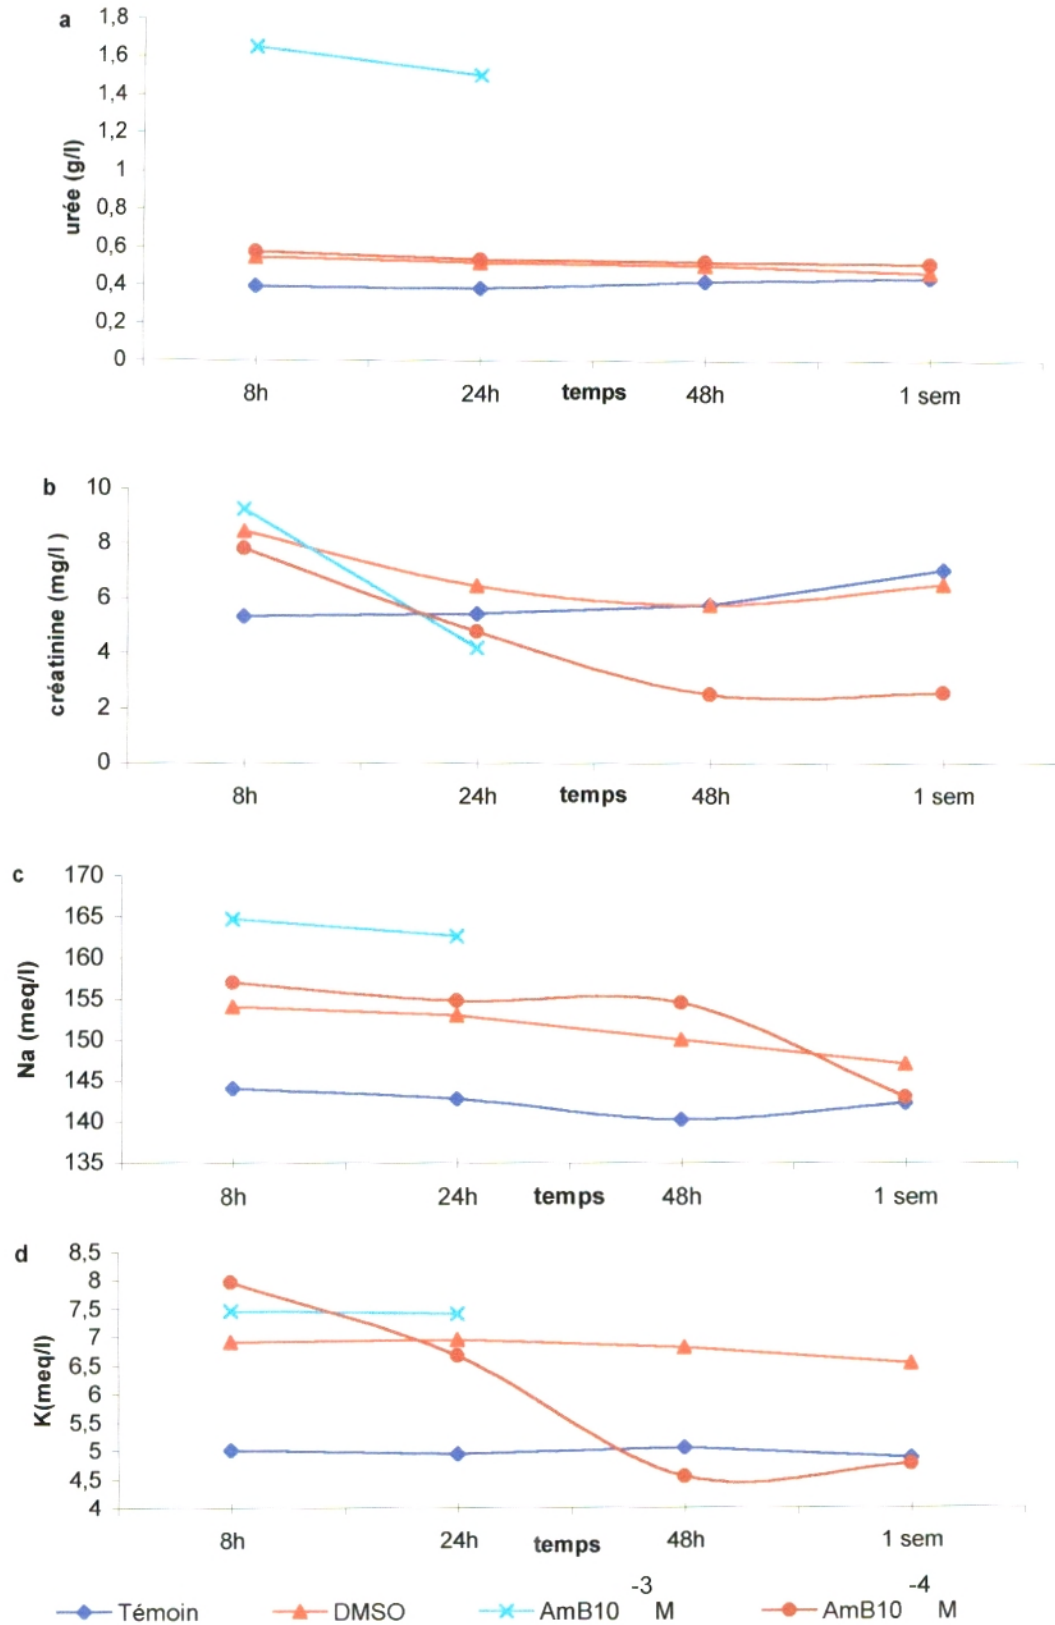 a
1,8
1,6
1,4
1,2
1
0,8
0,6
0,4
0,2
0
urée (g/l)
8h 24h temps 48h 1 sem
b
10
8
6
4
2
0
créatinine (mg/l )
8h 24h temps 48h 1 sem
c
170
165
160
155
150
145
140
135
Na (meq/l)
8h 24h temps 48h 1 sem
d
8,5
8
7,5
7
6,5
6
5,5
5
4,5
4
K(meq/l)
8h 24h temps 48h 1 sem
Témoin DMSO AmB10 -3 M AmB10 -4 M